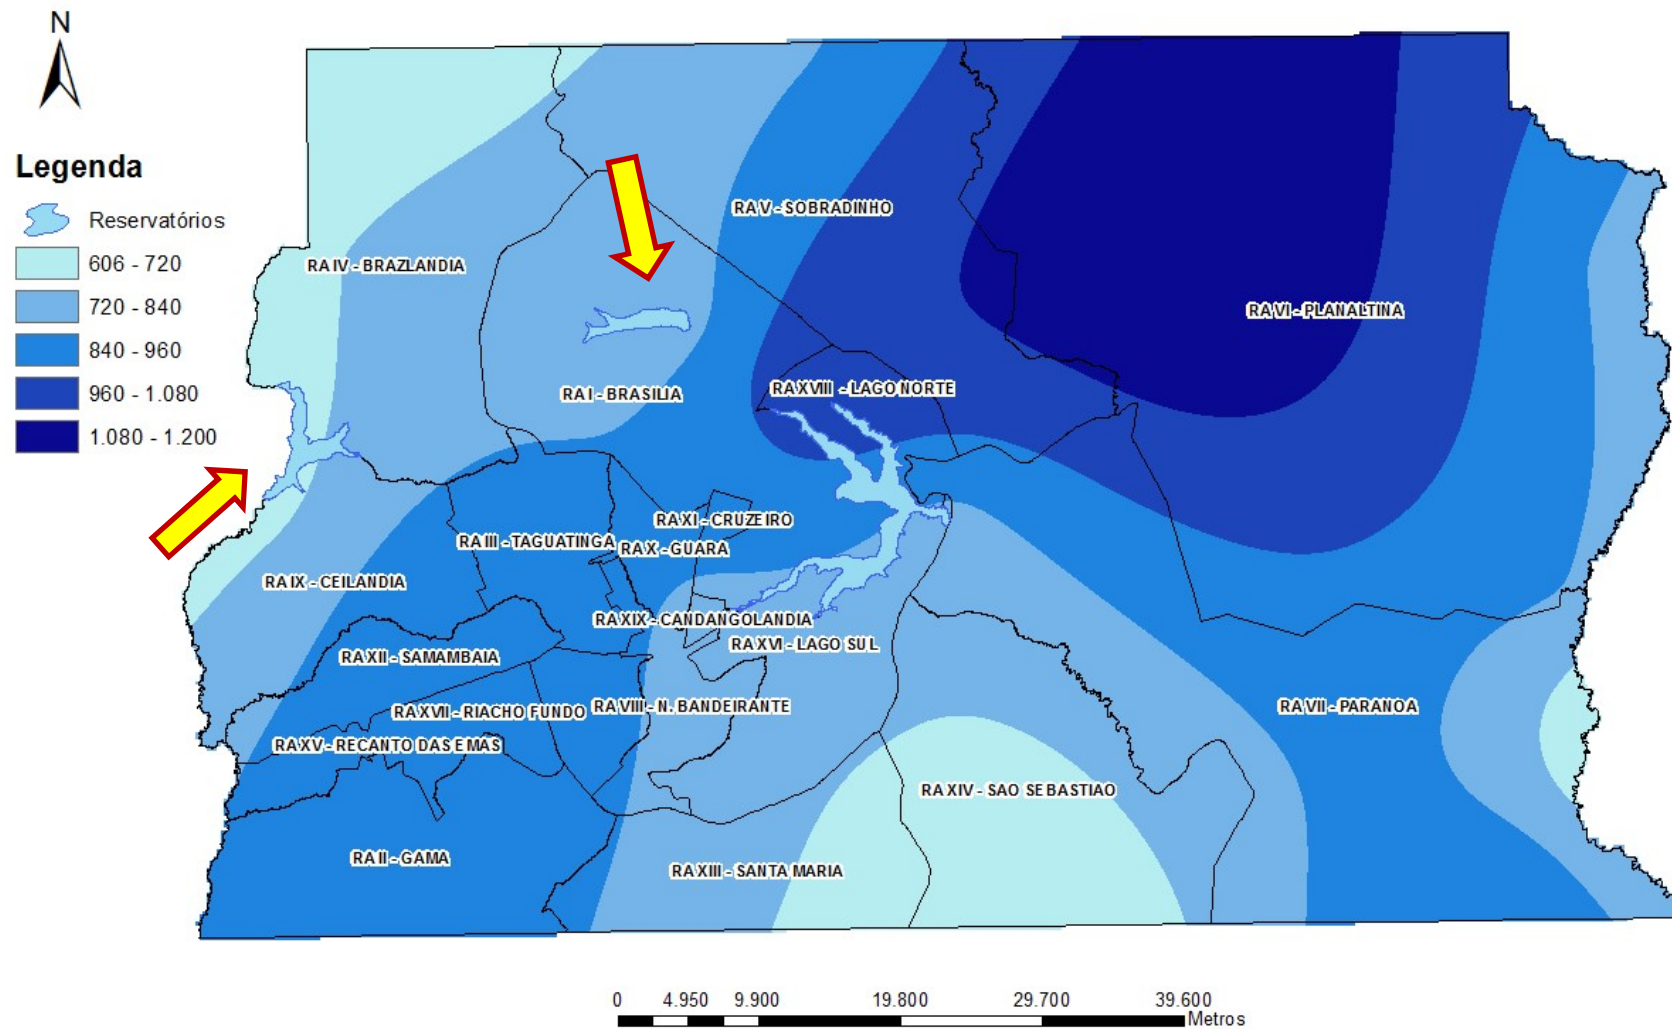 N
Legenda
Reservatórios
606 - 720
720 - 840
840 - 960
960 - 1.080
1.080 - 1.200
RA V - SOBRADINHO
RA IV - BRAZLANDIA
RA VI - PLANALTINA
RA I - BRASILIA
RA XVIII - LAGO NORTE
RA XI - CRUZEIRO
RA III - TAGUATINGA
RA X - GUARA
RA IX - CEILANDIA
RA XIX - CANDANGOLANDIA
RA XVI - LAGO SUL
RA XII - SAMAMBAIA
RA XVII - RIACHO FUNDO
RA VIII - N. BANDEIRANTE
RA VII - PARANOA
RA XV - RECANTO DAS EMAS
RA XIV - SAO SEBASTIAO
RA II - GAMA
RA XIII - SANTA MARIA
0 4.950 9.900 19.800 29.700 39.600
Metros